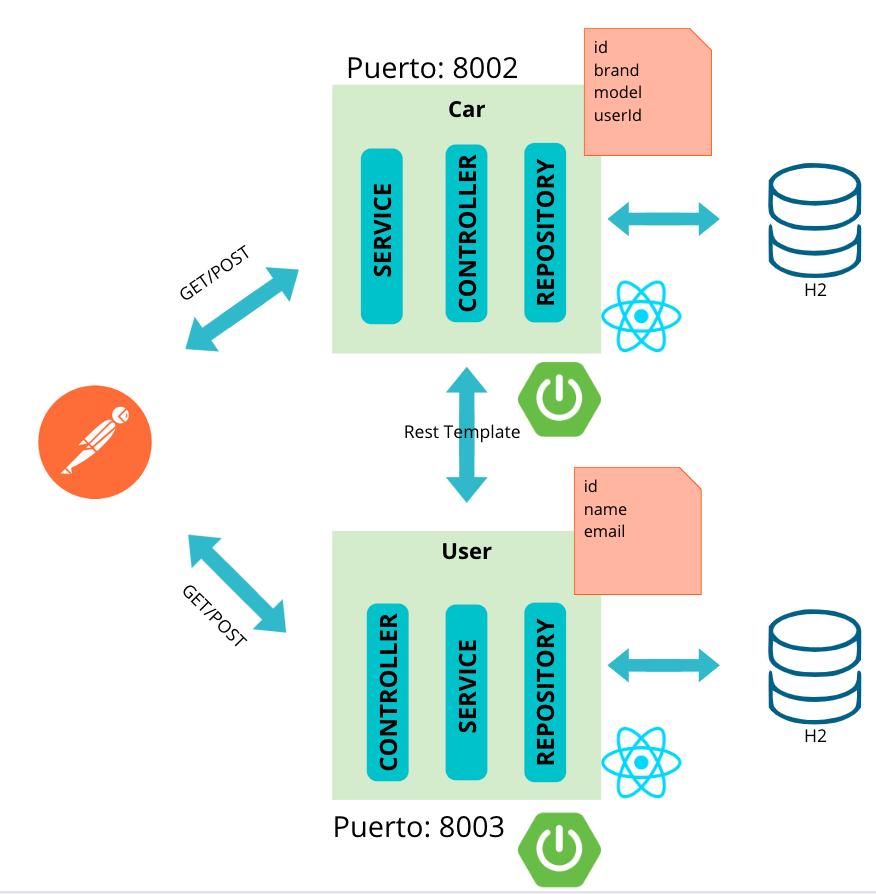 Puerto: 8002
id
brand
model
userId
Car
SERVICE
CONTROLLER
REPOSITORY
GET/POST
H2
Rest Template
id
name
email
User
CONTROLLER
SERVICE
REPOSITORY
GET/POST
H2
Puerto: 8003